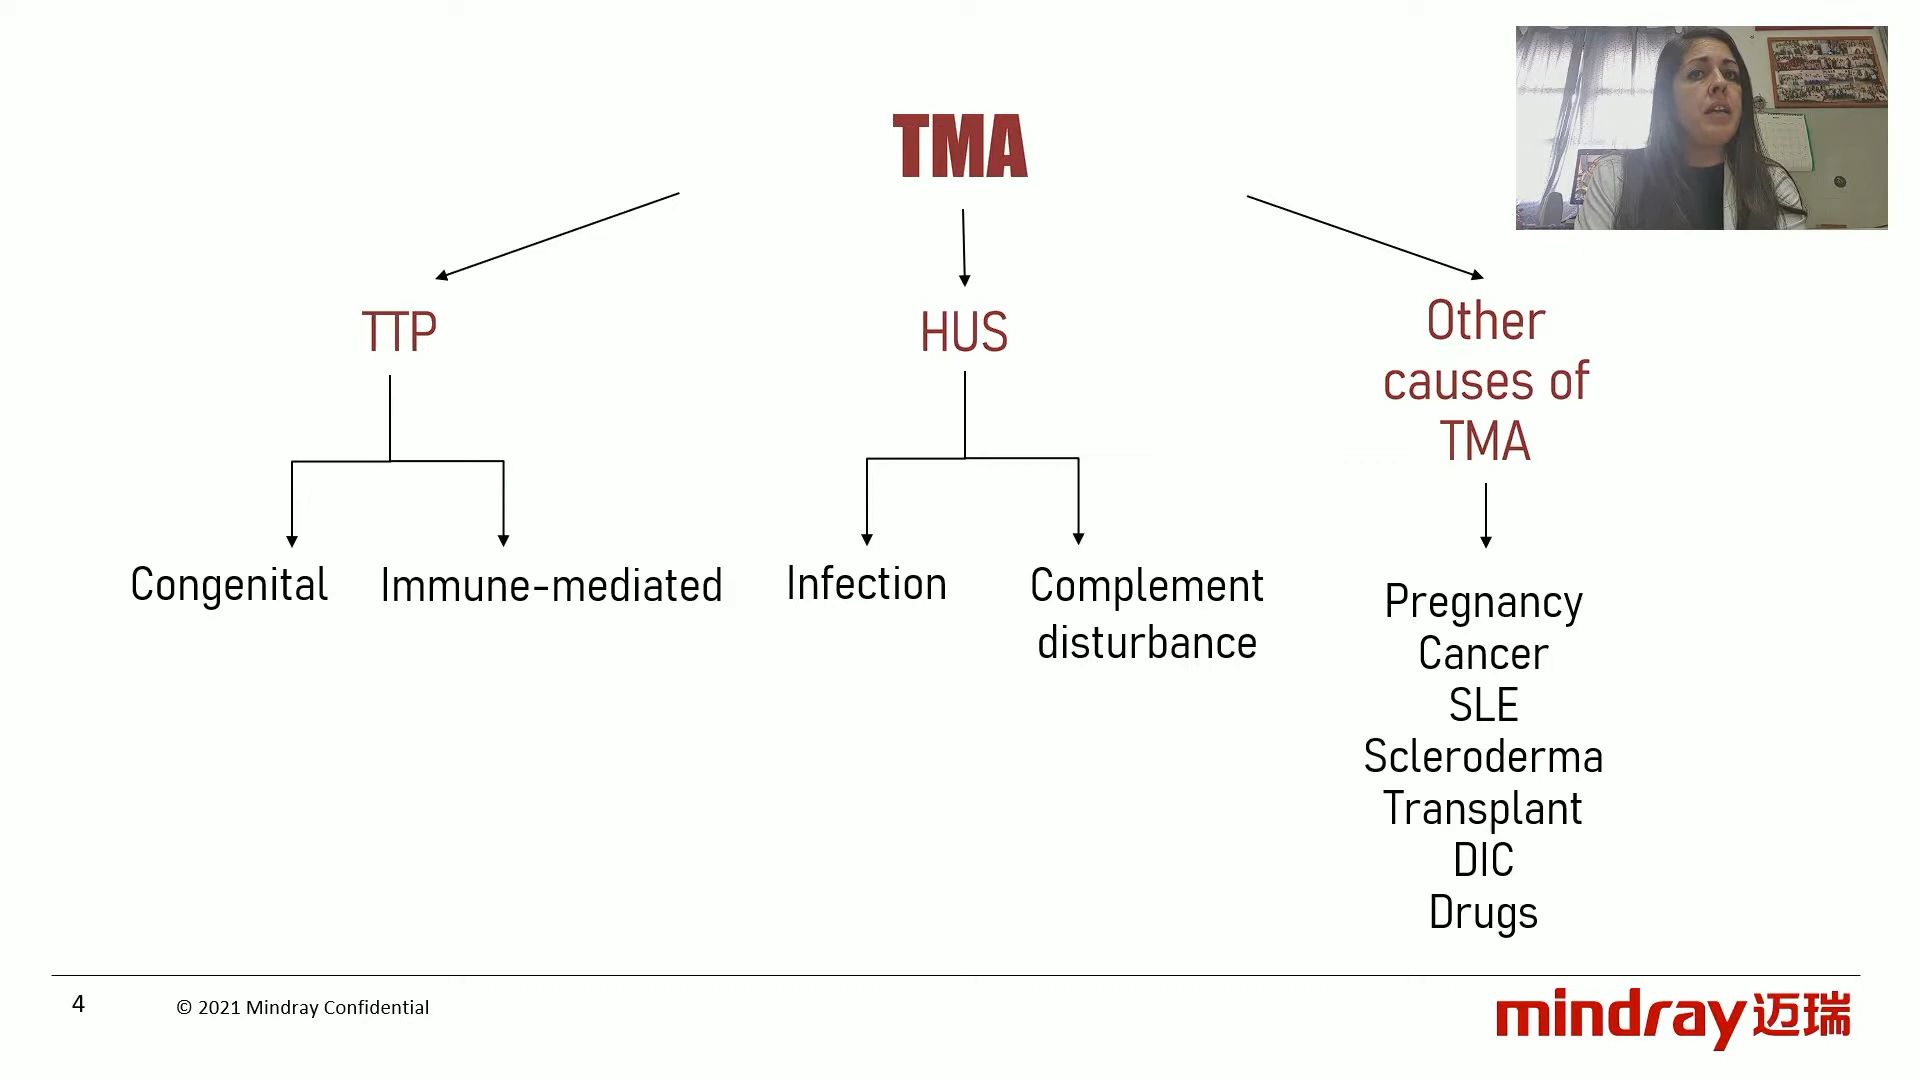 TMA
TTP
HUS
Other
causes of
TMA
Congenital
Immune-mediated
Infection
Complement
disturbance
Pregnancy
Cancer
SLE
Scleroderma
Transplant
DIC
Drugs
4
© 2021 Mindray Confidential
mindray迈瑞